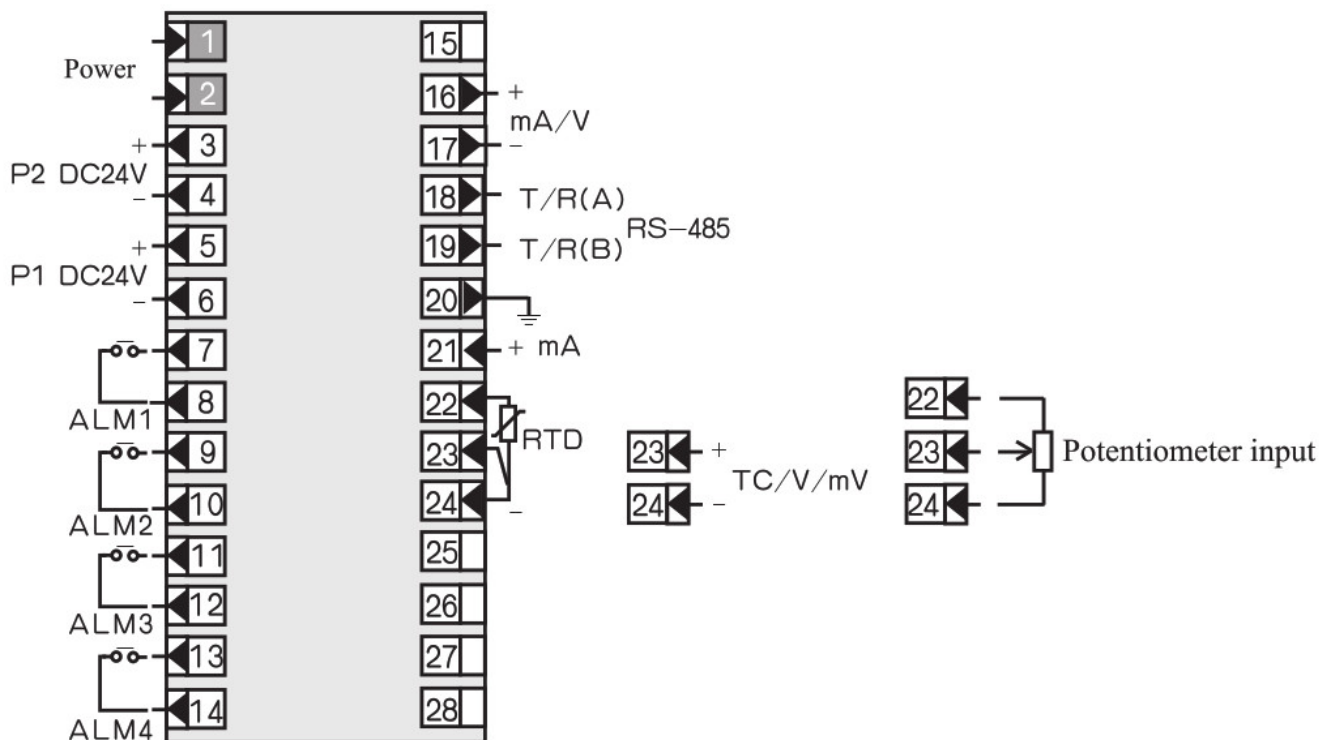 1 15
Power
2 16 +
mA/V
+ 3 17 -
P2 DC24V
- 4 18 T/R(A)
RS-485
+ 5 19 T/R(B)
P1 DC24V
- 6 20
7 21 + mA
8 22
ALM1
RTD
9 23
10 24 -
ALM2
11 25
12 26
ALM3
13 27
14 28
ALM4
23 +
TC/V/mV
24 -
22
23 Potentiometer input
24